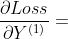 ∂Loss/∂Y⁽¹⁾ =